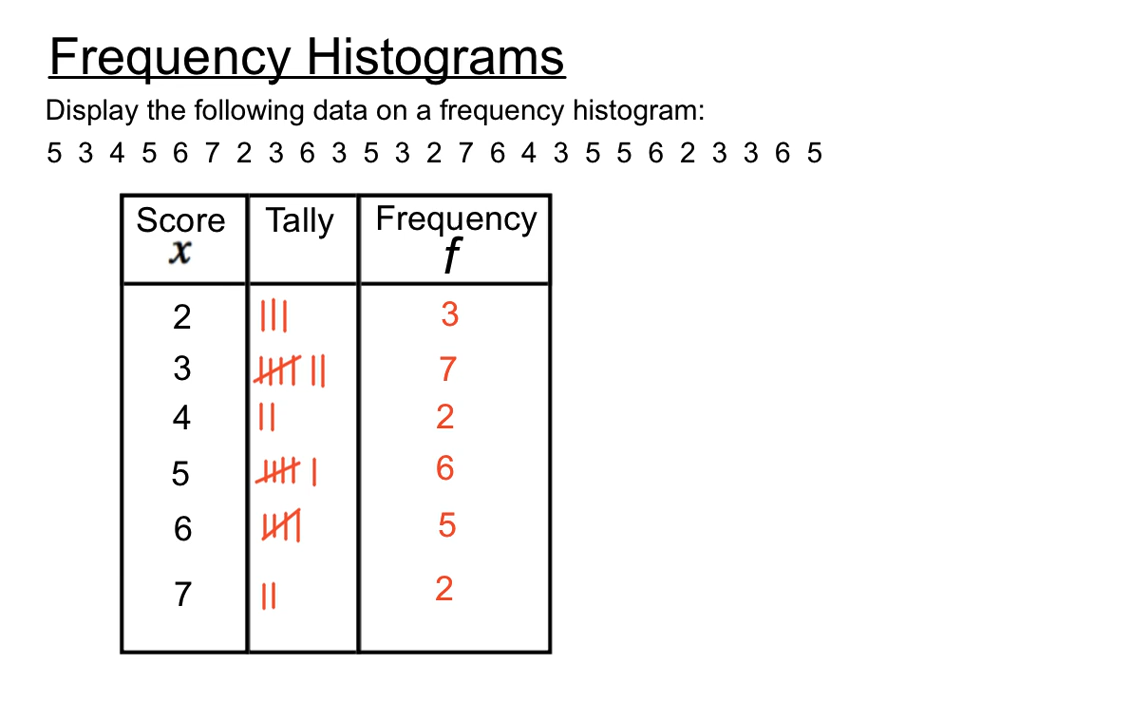 Frequency Histograms
Display the following data on a frequency histogram:
5 3 4 5 6 7 2 3 6 3 5 3 2 7 6 4 3 5 5 6 2 3 3 6 5
Score Tally Frequency
x f
2 ||| 3
3 |||| || 7
4 || 2
5 |||| | 6
6 |||| 5
7 || 2